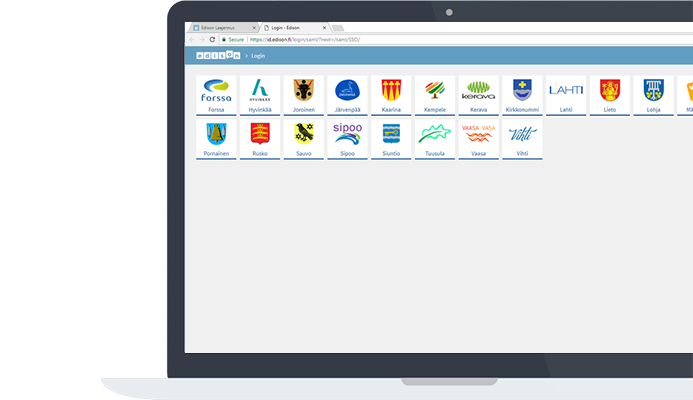 Edison Laajennus
Login - Edison
Secure https://id.edison.fi/login/saml/?next=/saml/SSO/
edison > Login
forssa HYVINKÄÄ kerava LAHTI
Forssa Hyvinkää Joroinen Järvenpää Kaarina Kempele Kerava Kirkkonummi Lahti Lieto Lohja Mä
sipoo VAASA VASA Vihti
Pornainen Rusko Sauvo Sipoo Siuntio Tuusula Vaasa Vihti